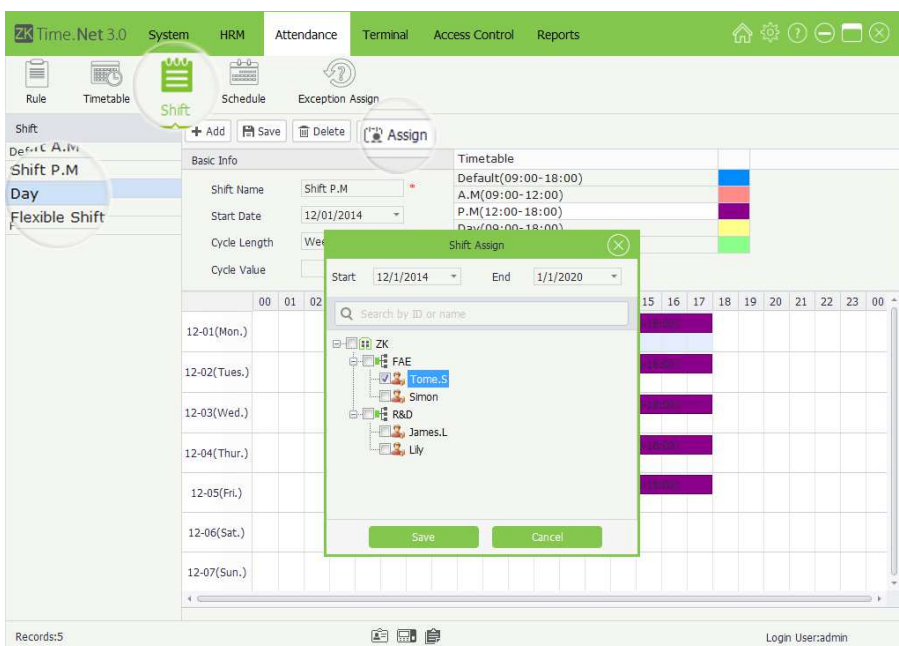 ZK Time.Net 3.0 System HRM Attendance Terminal Access Control Reports
Rule Timetable Shift Schedule Exception Assign
Shift + Add Save Delete Assign
Shift P.M
Day
Flexible Shift
Basic Info
Shift Name Shift P.M *
Start Date 12/01/2014
Cycle Length
Cycle Value
Timetable
Default(09:00-18:00)
A.M(09:00-12:00)
P.M(12:00-18:00)
Day(09:00-18:00)
Shift Assign
Start 12/1/2014 End 1/1/2020
Search by ID or name
ZK
FAE
Tome.S
Simon
R&D
James.L
Lily
Save Cancel
00 01 02 15 16 17 18 19 20 21 22 23 00
12-01(Mon.)
12-02(Tues.)
12-03(Wed.)
12-04(Thur.)
12-05(Fri.)
12-06(Sat.)
12-07(Sun.)
Records:5 Login User:admin